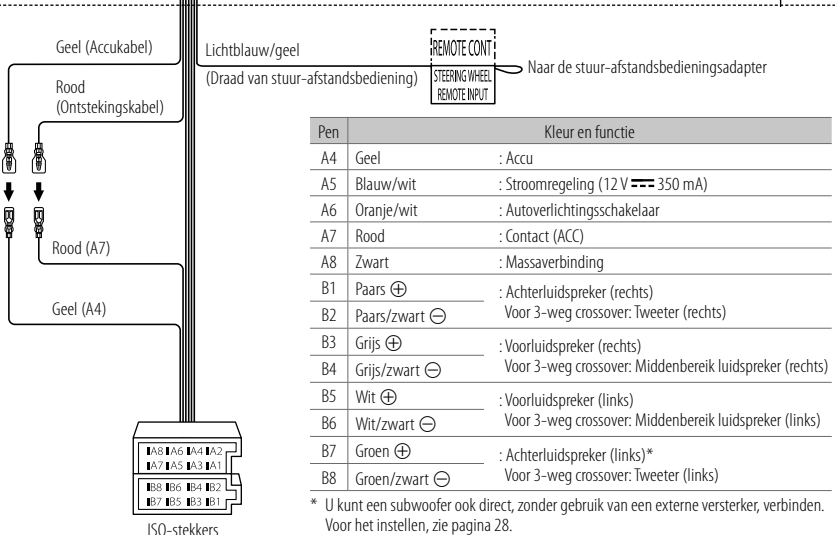 Geel (Accukabel)
Rood
(Ontstekingskabel)
Lichtblauw/geel
(Draad van stuur-afstandsbediening)
REMOTE CONT
STEERING WHEEL
REMOTE INPUT
Naar de stuur-afstandsbedieningsadapter
Rood (A7)
Geel (A4)
A8 A6 A4 A2
A7 A5 A3 A1
B8 B6 B4 B2
B7 B5 B3 B1
ISO-stekkers
Pen Kleur en functie
A4 Geel : Accu
A5 Blauw/wit : Stroomregeling (12 V ⎓ 350 mA)
A6 Oranje/wit : Autoverlichtingsschakelaar
A7 Rood : Contact (ACC)
A8 Zwart : Massaverbinding
B1 Paars ⊕ : Achterluidspreker (rechts)
B2 Paars/zwart ⊖ Voor 3-weg crossover: Tweeter (rechts)
B3 Grijs ⊕ : Voorluidspreker (rechts)
B4 Grijs/zwart ⊖ Voor 3-weg crossover: Middenbereik luidspreker (rechts)
B5 Wit ⊕ : Voorluidspreker (links)
B6 Wit/zwart ⊖ Voor 3-weg crossover: Middenbereik luidspreker (links)
B7 Groen ⊕ : Achterluidspreker (links)*
B8 Groen/zwart ⊖ Voor 3-weg crossover: Tweeter (links)
* U kunt een subwoofer ook direct, zonder gebruik van een externe versterker, verbinden.
Voor het instellen, zie pagina 28.